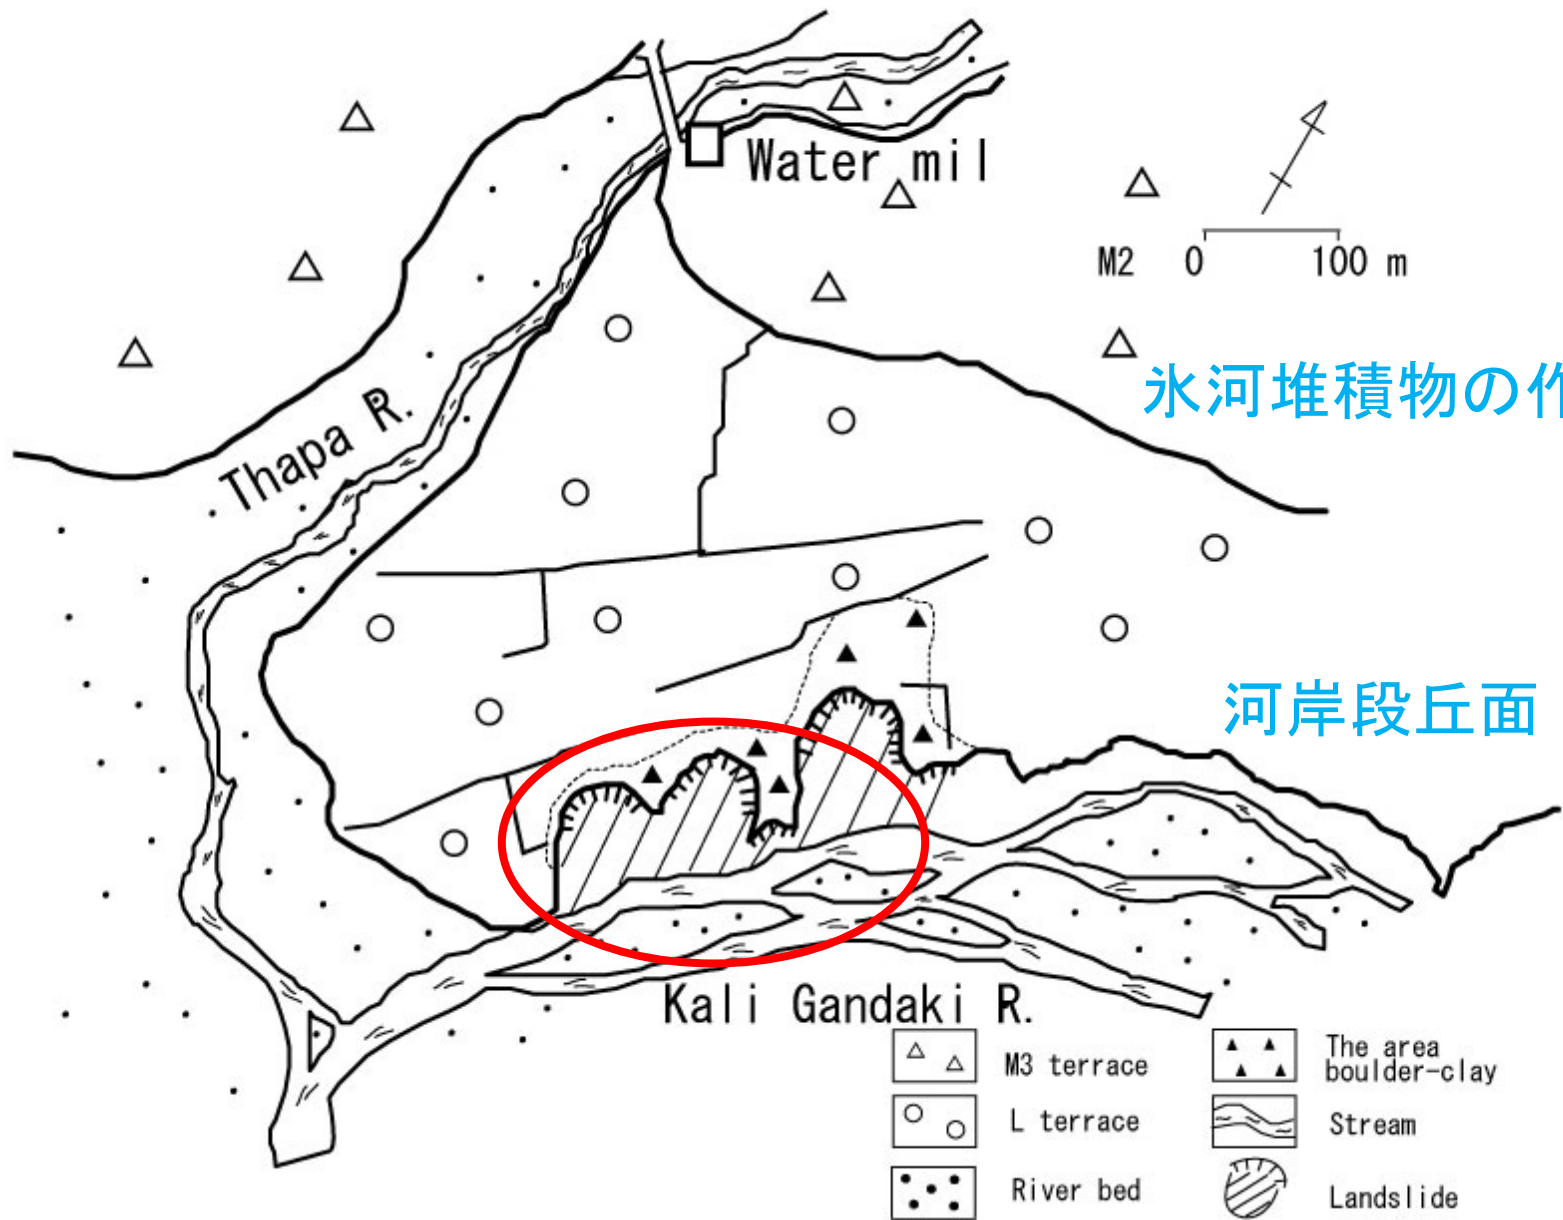 Water mil
M2 0 100 m
氷河堆積物の作
Thapa R.
河岸段丘面
Kali Gandaki R.
M3 terrace
The area
boulder-clay
L terrace
Stream
River bed
Landslide